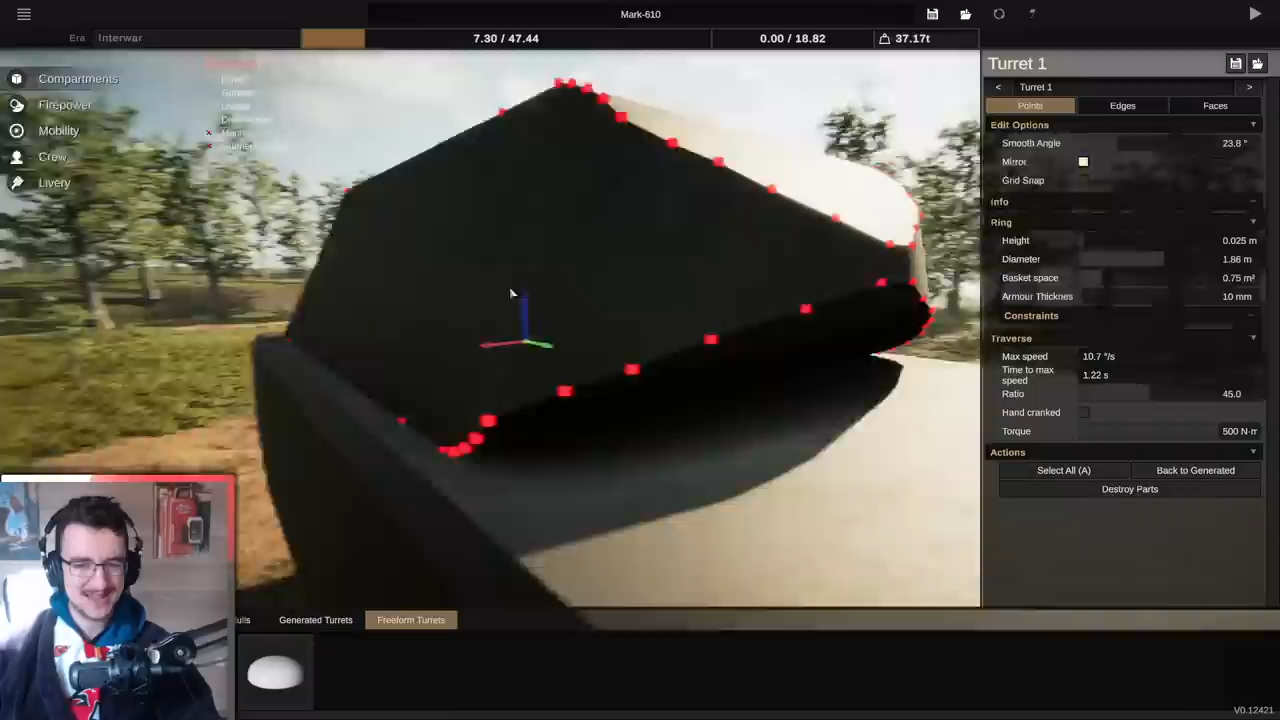 Mark-610
Era Interwar
7.30 / 47.44
0.00 / 18.82
37.17t
Compartments
Firepower
Mobility
Crew
Livery
Turret 1
< Turret 1 >
Points Edges Faces
Edit Options
Smooth Angle 23.8 °
Mirror
Grid Snap
Info
Ring
Height 0.025 m
Diameter 1.86 m
Basket space 0.75 m³
Armour Thicknes 10 mm
Constraints
Traverse
Max speed 10.7 °/s
Time to max
speed 1.22 s
Ratio 45.0
Hand cranked
Torque 500 N·m
Actions
Select All (A) Back to Generated
Destroy Parts
ulls Generated Turrets Freeform Turrets
V0.12421